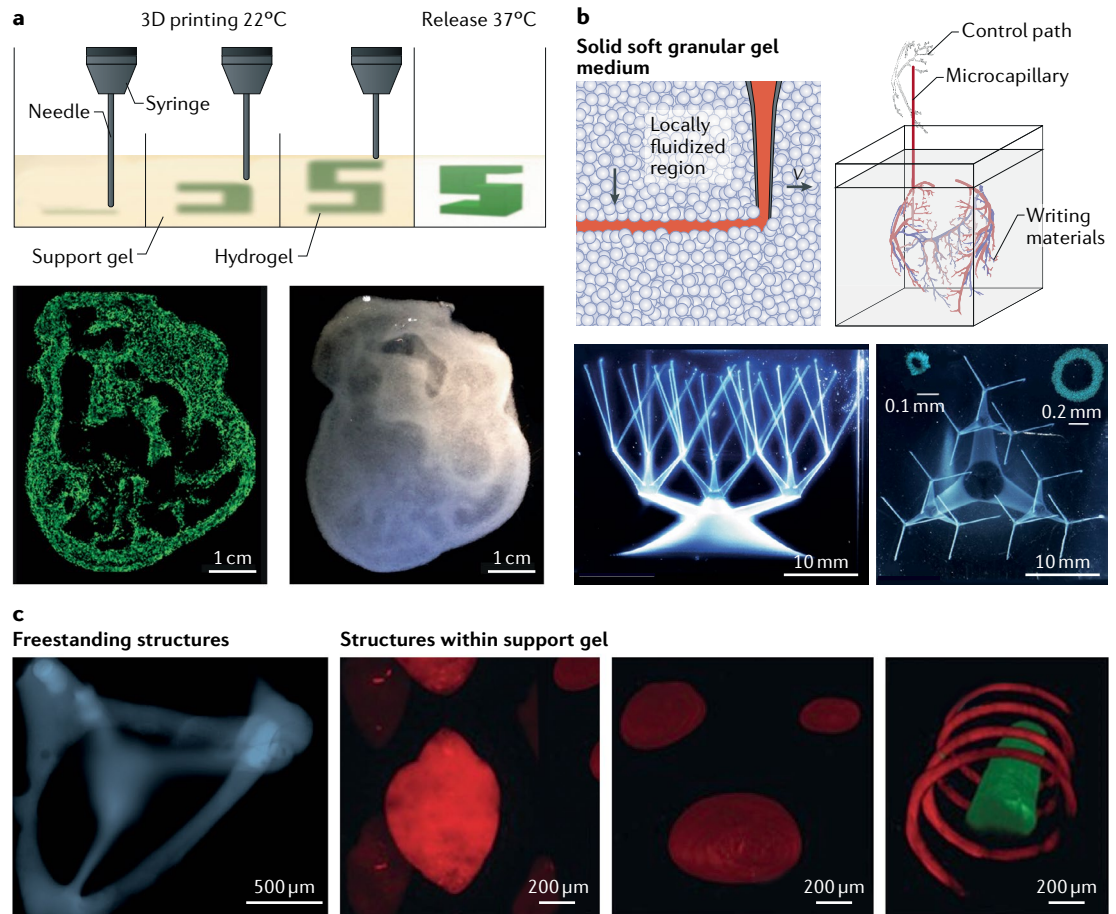 a
3D printing 22ºC
Release 37ºC
Needle
Syringe
Support gel
Hydrogel
1 cm
1 cm
b
Solid soft granular gel
medium
Locally
fluidized
region
v
Control path
Microcapillary
Writing
materials
10 mm
0.1 mm
0.2 mm
10 mm
c
Freestanding structures
Structures within support gel
500 µm
200 µm
200 µm
200 µm